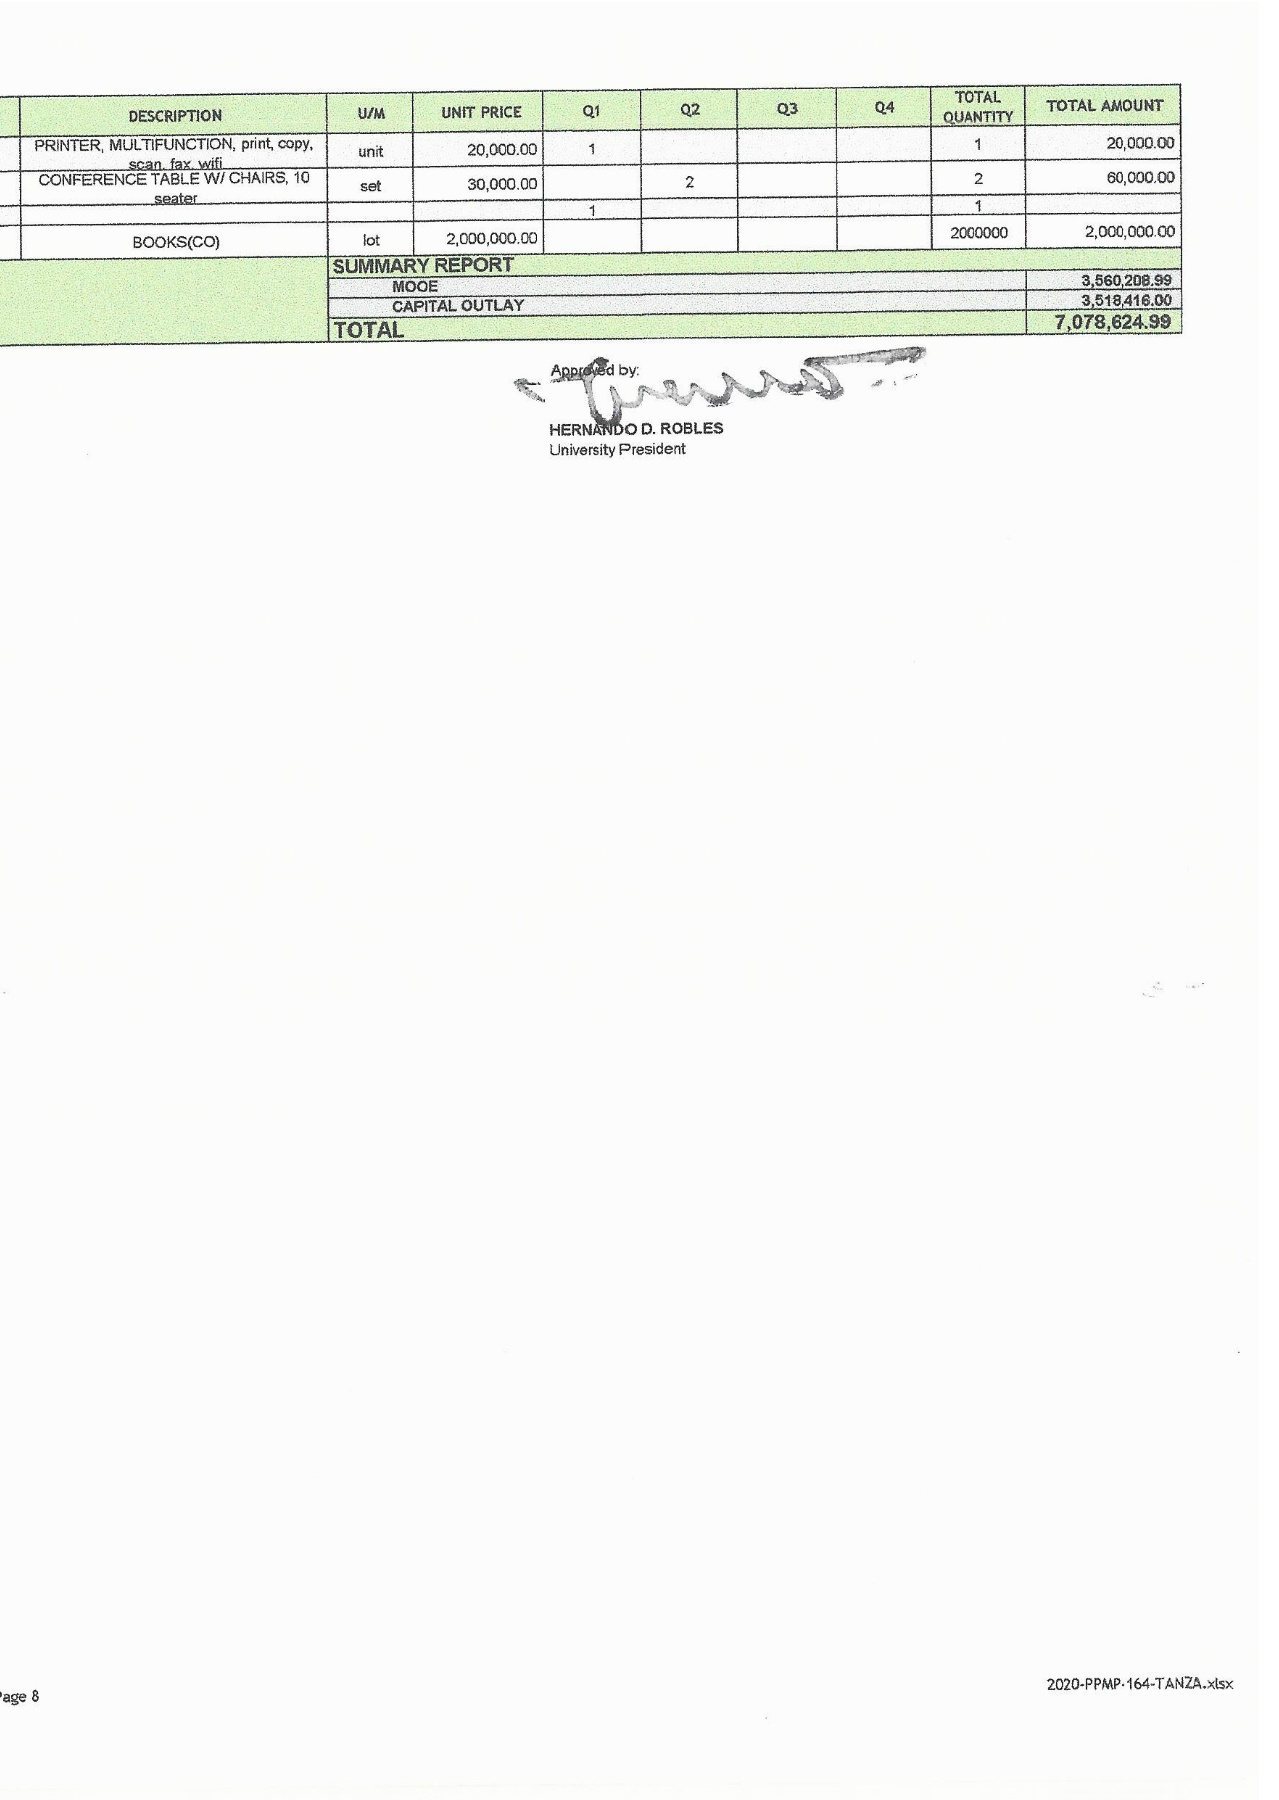 DESCRIPTION U/M UNIT PRICE Q1 Q2 Q3 Q4 TOTAL QUANTITY TOTAL AMOUNT
PRINTER, MULTIFUNCTION, print, copy, scan, fax, wifi unit 20,000.00 1 1 20,000.00
CONFERENCE TABLE W/ CHAIRS, 10 seater set 30,000.00 2 2 60,000.00
1 1
BOOKS(CO) lot 2,000,000.00 2000000 2,000,000.00
SUMMARY REPORT
MOOE 3,560,208.99
CAPITAL OUTLAY 3,518,416.00
TOTAL 7,078,624.99
Approved by:
HERNANDO D. ROBLES
University President
Page 8
2020-PPMP-164-TANZA.xlsx